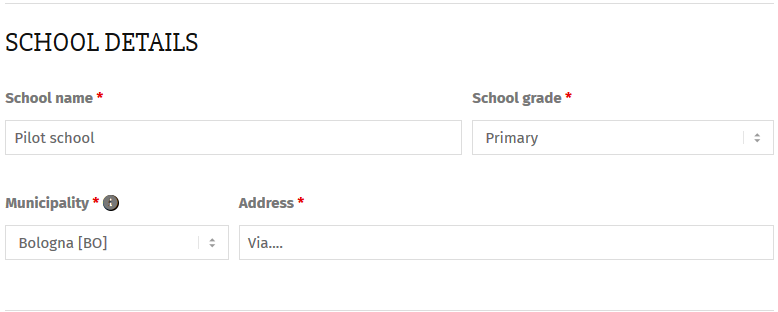 SCHOOL DETAILS
School name * School grade *
Pilot school Primary
Municipality * Address *
Bologna [BO] Via....